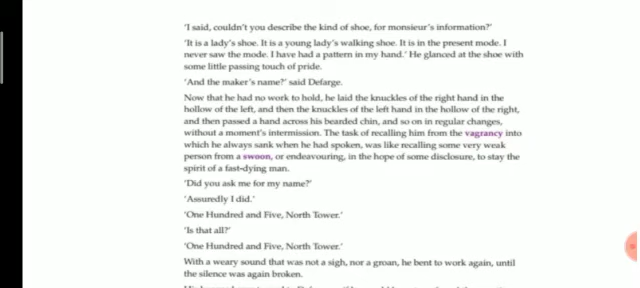 'I said, couldn't you describe the kind of shoe, for monsieur's information?'
'It is a lady's shoe. It is a young lady's walking shoe. It is in the present mode. I
never saw the mode. I have had a pattern in my hand.' He glanced at the shoe with
some little passing touch of pride.
'And the maker's name?' said Defarge.
Now that he had no work to hold, he laid the knuckles of the right hand in the
hollow of the left, and then the knuckles of the left hand in the hollow of the right,
and then passed a hand across his bearded chin, and so on in regular changes,
without a moment's intermission. The task of recalling him from the vagrancy into
which he always sank when he had spoken, was like recalling some very weak
person from a swoon, or endeavouring, in the hope of some disclosure, to stay the
spirit of a fast-dying man.
'Did you ask me for my name?'
'Assuredly I did.'
'One Hundred and Five, North Tower.'
'Is that all?'
'One Hundred and Five, North Tower.'
With a weary sound that was not a sigh, nor a groan, he bent to work again, until
the silence was again broken.